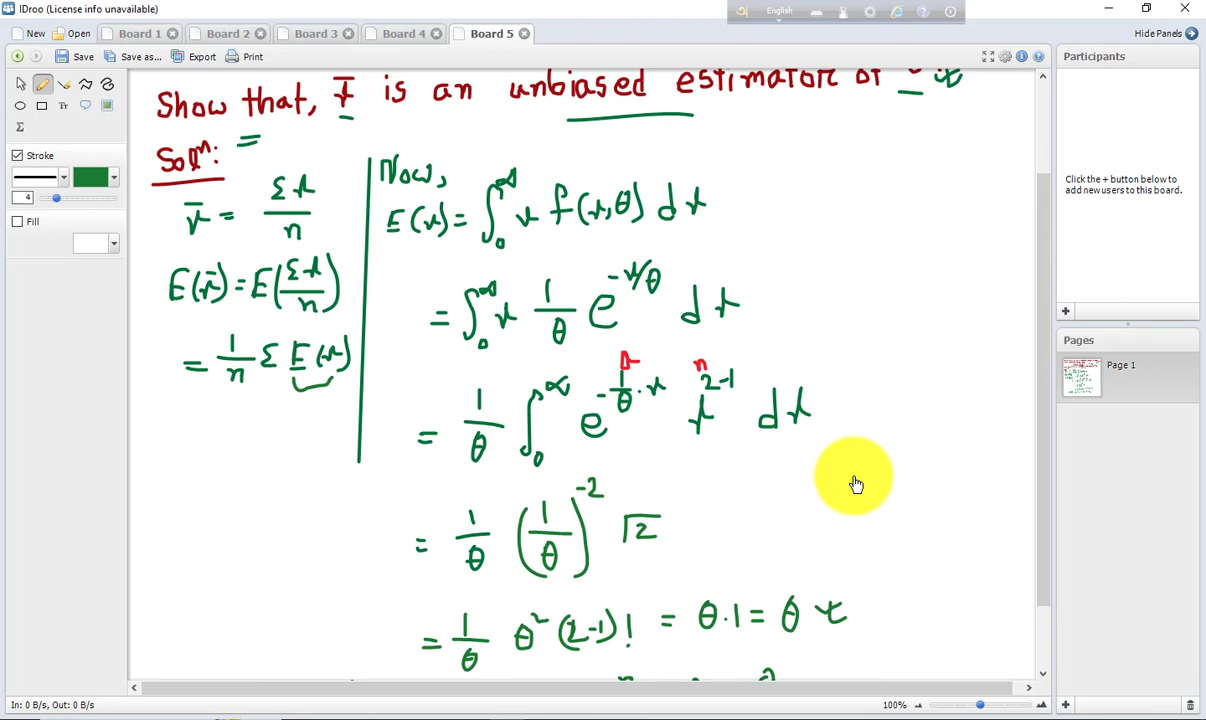 IDroo (License info unavailable)
English
New Open Board 1 Board 2 Board 3 Board 4 Board 5 Hide Panels
Save Save as... Export Print
Participants
Click the + button below to
add new users to this board.
Pages
Page 1
Stroke
4
Fill
Show that, x̄ is an unbiased estimator of
Solⁿ:
x̄ = Σx/n
E(x̄) = E(Σx/n)
= 1/n Σ E(x)
Now,
E(x) = ∫₀^∞ x f(x,θ) dx
= ∫₀^∞ x 1/θ e^(-x/θ) dx
= 1/θ ∫₀^∞ e^(-1/θ·x) x^(2-1) dx
n
= 1/θ (1/θ)^(-2) Γ2
= 1/θ θ² (2-1)! = θ·1 = θ
In: 0 B/s, Out: 0 B/s
100%